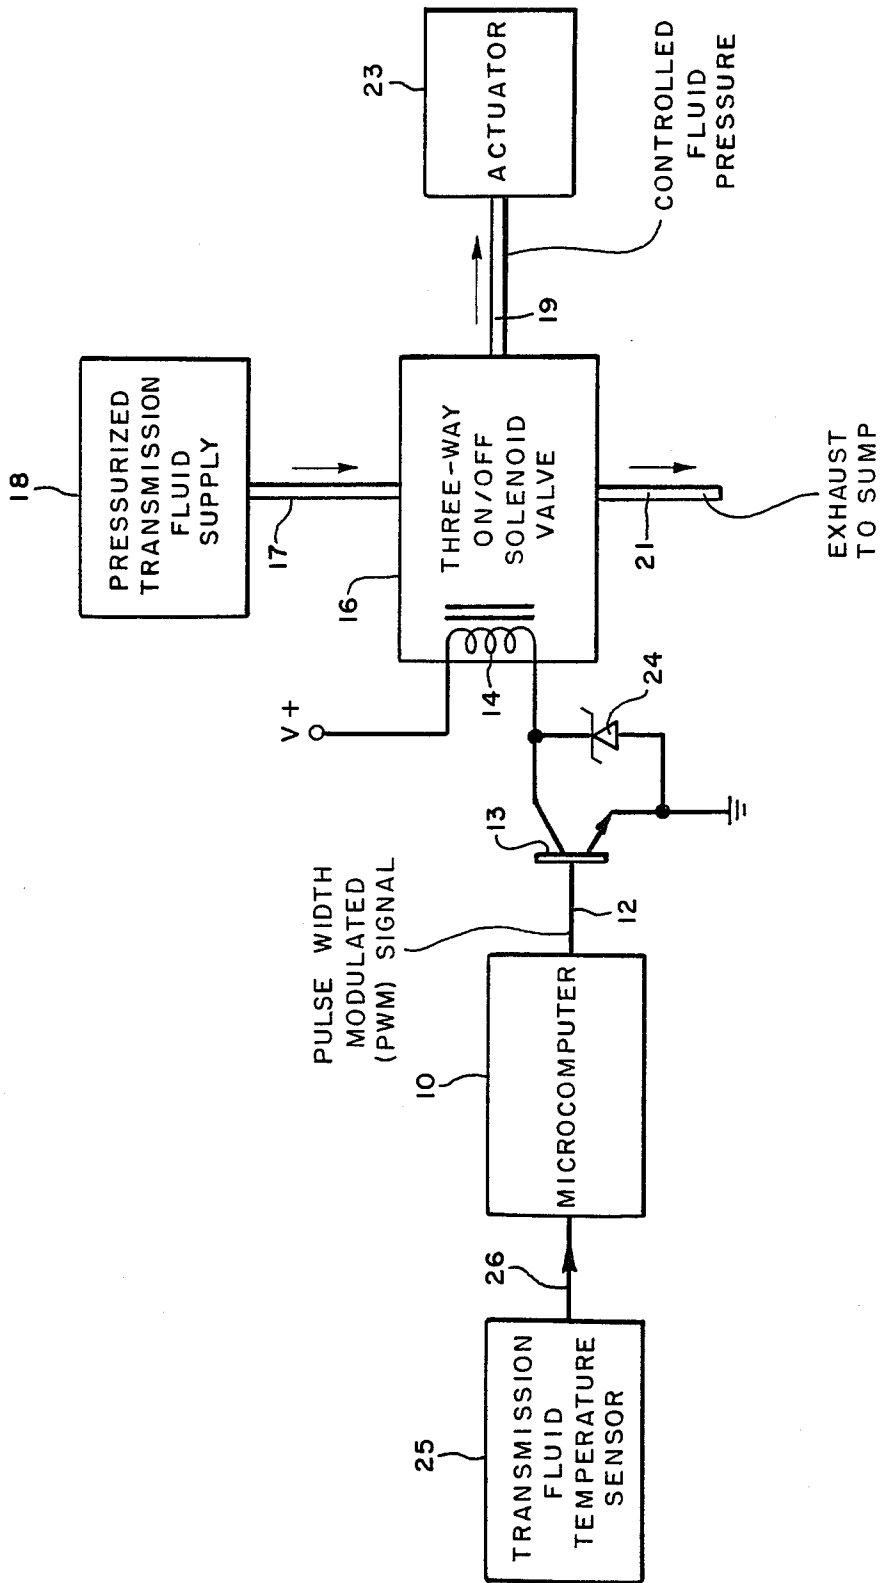 18
PRESSURIZED
TRANSMISSION
FLUID
SUPPLY
17
23
ACTUATOR
V+
16
14
THREE-WAY
ON/OFF
SOLENOID
VALVE
19
CONTROLLED
FLUID
PRESSURE
PULSE WIDTH
MODULATED
(PWM) SIGNAL
13
24
21
EXHAUST
TO SUMP
25
TRANSMISSION
FLUID
TEMPERATURE
SENSOR
26
10
MICROCOMPUTER
12